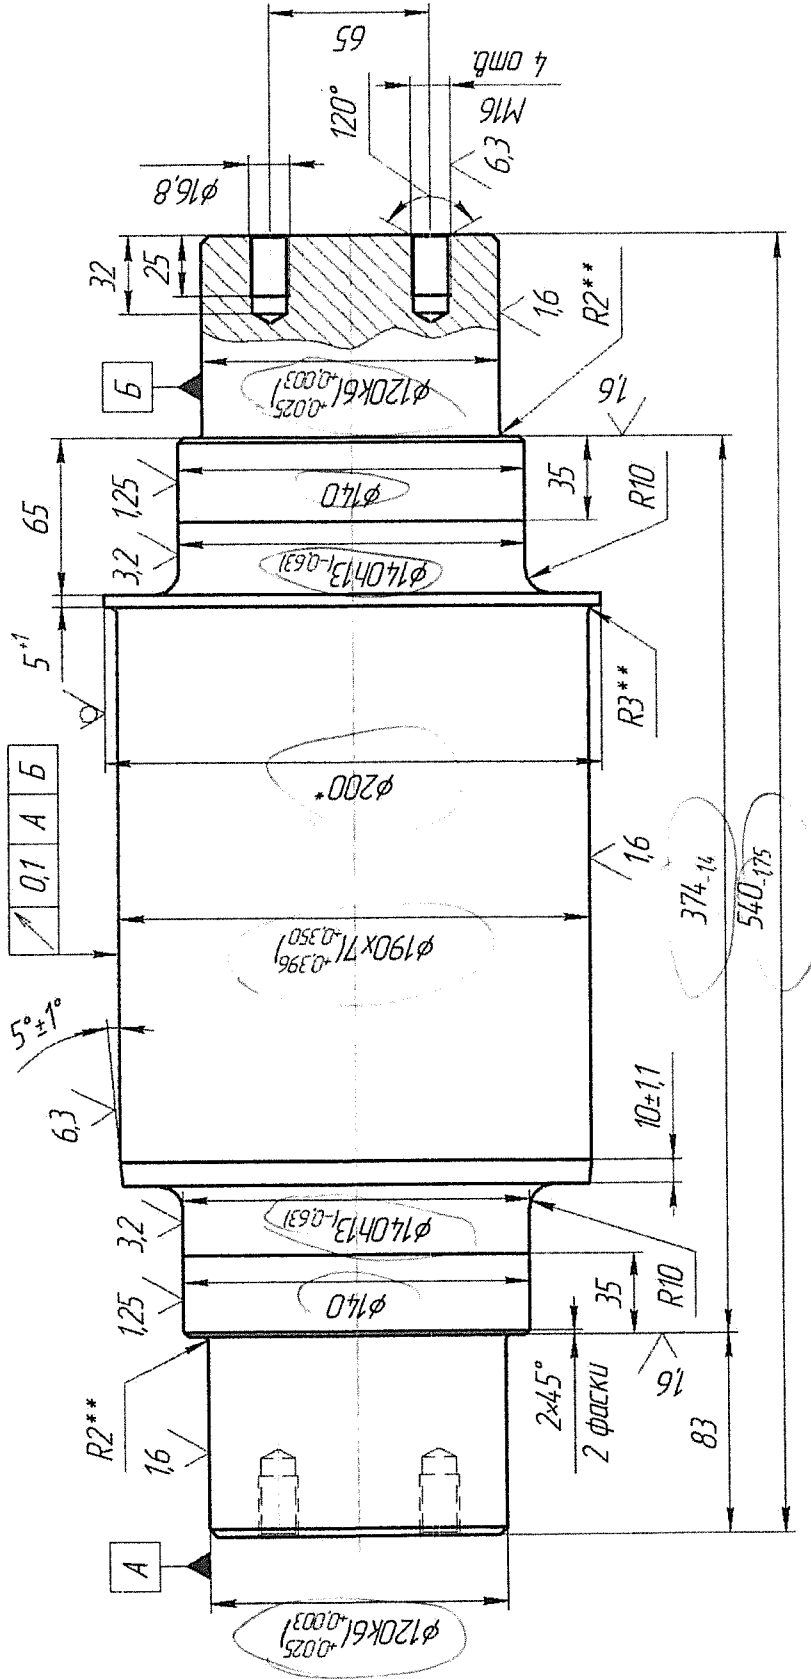 65
120°
4 отв.
M16
6,3
⌀16,8
32
25
1,6
R2**
Б
⌀120k6(+0,025
+0,003)
1,6
65
1,25
⌀140
35
R10
3,2
⌀140h13(-0,63)
5+1
R3**
⌀200*
0,1 А Б
1,6
⌀190x7(+0,396
+0,350)
374-1,4
540-1,75
5°±1°
6,3
10±1,1
3,2
⌀140h13(-0,63)
1,25
⌀140
35
R10
R2**
1,6
2×45°
2 фаски
1,6
83
А
⌀120k6(+0,025
+0,003)